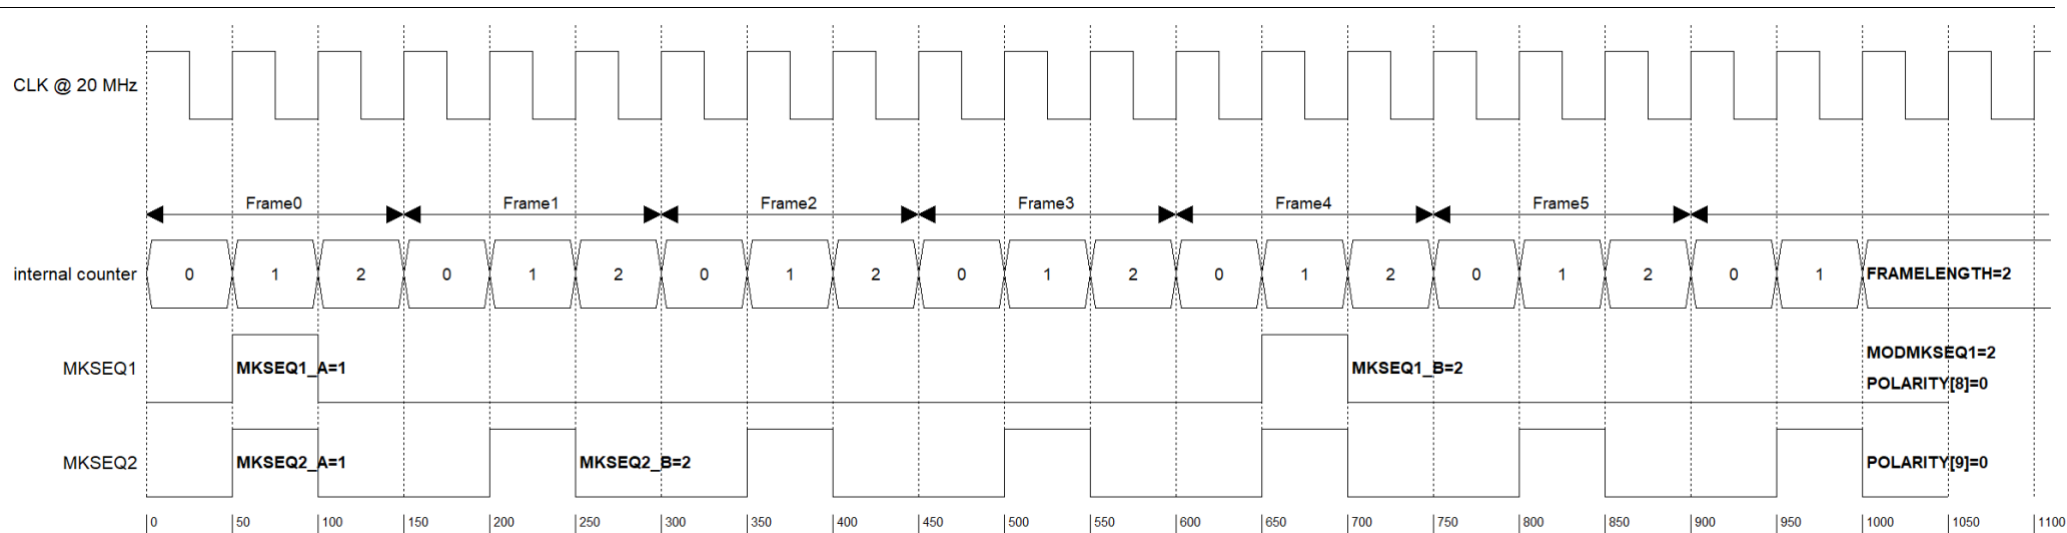 CLK @ 20 MHz
Frame0 Frame1 Frame2 Frame3 Frame4 Frame5
internal counter 0 1 2 0 1 2 0 1 2 0 1 2 0 1 2 0 1 2 0 1 FRAMELENGTH=2
MKSEQ1 MKSEQ1_A=1 MKSEQ1_B=2 MODMKSEQ1=2
POLARITY[8]=0
MKSEQ2 MKSEQ2_A=1 MKSEQ2_B=2 POLARITY[9]=0
0 50 100 150 200 250 300 350 400 450 500 550 600 650 700 750 800 850 900 950 1000 1050 1100